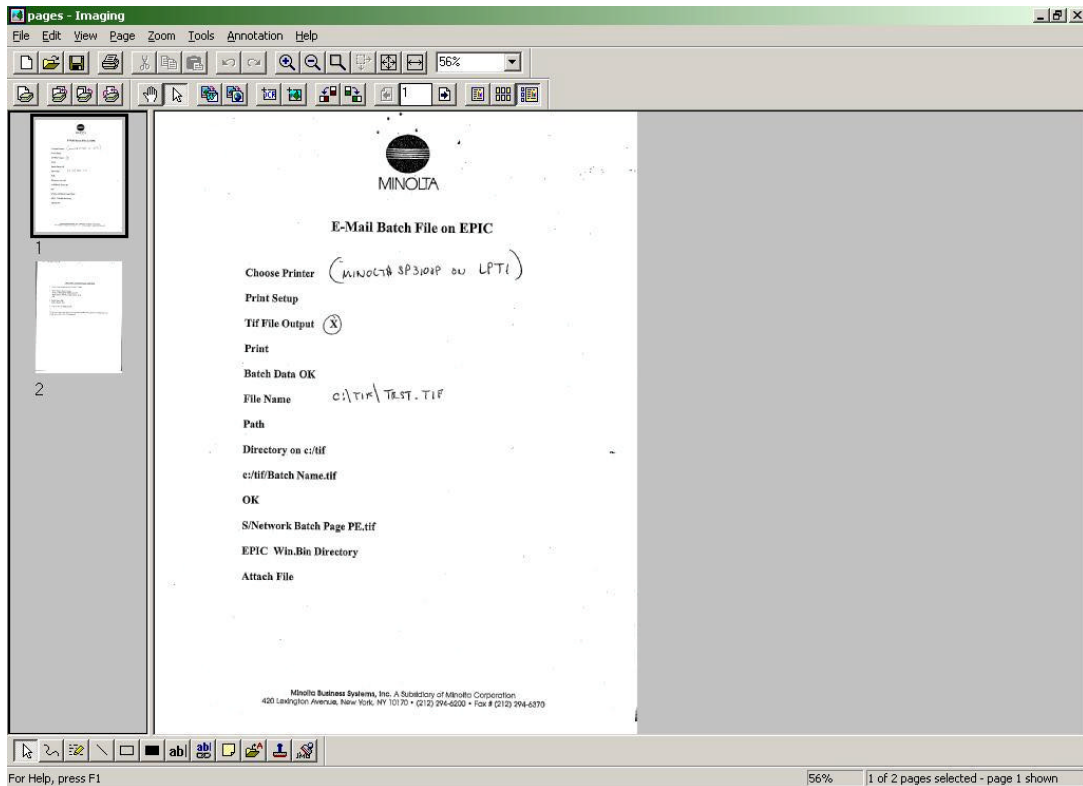 pages - Imaging
File Edit View Page Zoom Tools Annotation Help
56%
1
1
2
MINOLTA
E-Mail Batch File on EPIC
Choose Printer (MINOLTA SP3108P ON LPT1)
Print Setup
Tif File Output X
Print
Batch Data OK
File Name C:\TIF\TEST.TIF
Path
Directory on c:/tif
c:/tif/Batch Name.tif
OK
S/Network Batch Page PE.tif
EPIC Win.Bin Directory
Attach File
Minolta Business Systems, Inc. A Subsidiary of Minolta Corporation
420 Lexington Avenue, New York, NY 10170 • (212) 294-6200 • Fax # (212) 294-6370
For Help, press F1
56%
1 of 2 pages selected - page 1 shown